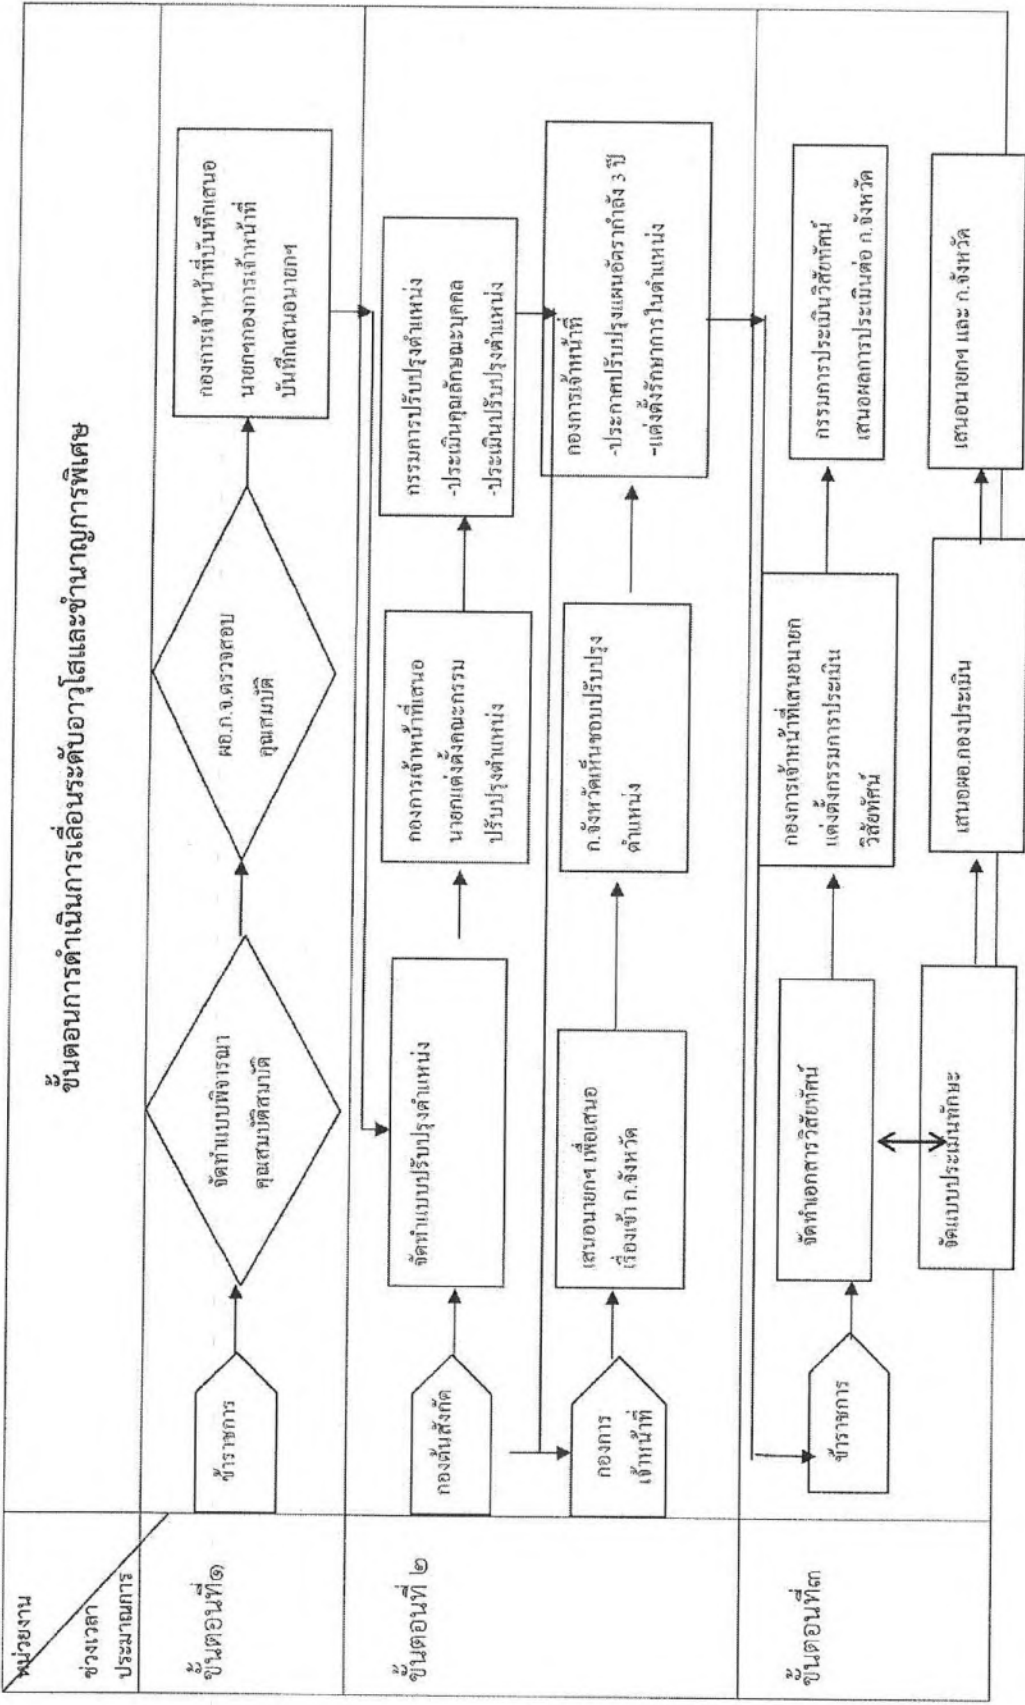 ขั้นตอนการดำเนินการเลื่อนระดับอาวุโสและชำนาญการพิเศษ
หน่วยงาน
ช่วงเวลา
ประมาณการ
ขั้นตอนที่๑
ข้าราชการ
จัดทำแบบพิจารณา
คุณสมบัติสมบัติ
ผอ.ก.จ.ตรวจสอบ
คุณสมบัติ
กองการเจ้าหน้าที่บันทึกเสนอ
นายกฯกองการเจ้าหน้าที่
บันทึกเสนอนายกฯ
ขั้นตอนที่ ๒
กองต้นสังกัด
จัดทำแบบปรับปรุงตำแหน่ง
กองการเจ้าหน้าที่เสนอ
นายกแต่งตั้งคณะกรรม
ปรับปรุงตำแหน่ง
กรรมการปรับปรุงตำแหน่ง
-ประเมินคุณลักษณะบุคคล
-ประเมินปรับปรุงตำแหน่ง
กองการ
เจ้าหน้าที่
เสนอนายกฯ เพื่อเสนอ
เรื่องเข้า ก.จังหวัด
ก.จังหวัดเห็นชอบปรับปรุง
ตำแหน่ง
กองการเจ้าหน้าที่
-ประกาศปรับปรุงแผนอัตรากำลัง 3 ปี
-แต่งตั้งรักษาการในตำแหน่ง
ขั้นตอนที่๓
ข้าราชการ
จัดทำเอกสารวิสัยทัศน์
กองการเจ้าหน้าที่เสนอนายก
แต่งตั้งกรรมการประเมิน
วิสัยทัศน์
กรรมการประเมินวิสัยทัศน์
เสนอผลการประเมินต่อ ก.จังหวัด
จัดแบบประเมินทักษะ
เสนอผอ.กองประเมิน
เสนอนายกฯ และ ก.จังหวัด